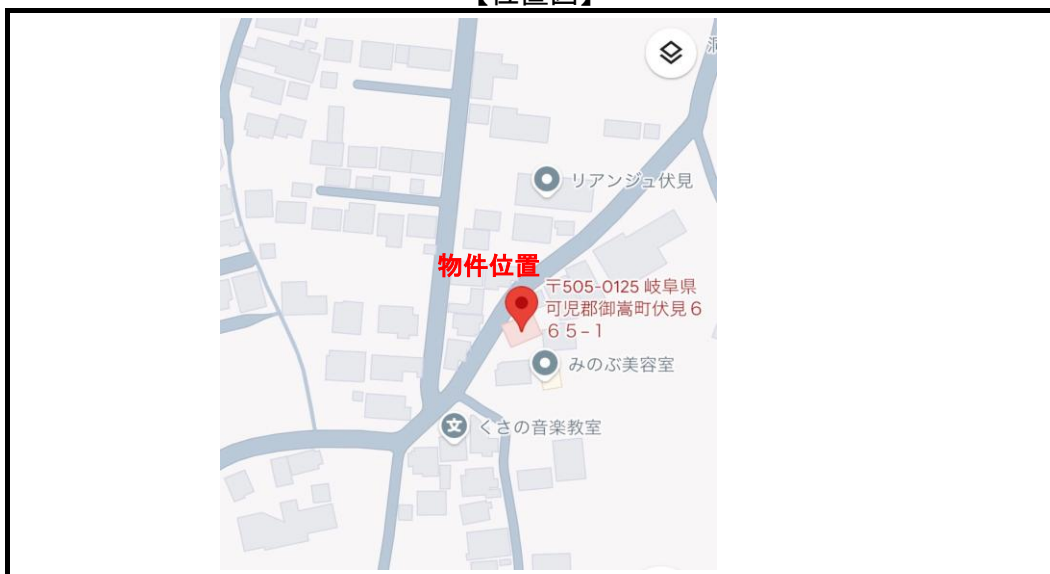 【位置図】
リアンジュ伏見
物件位置
〒505-0125 岐阜県
可児郡御嵩町伏見6
65-1
みのぶ美容室
文
くさの音楽教室